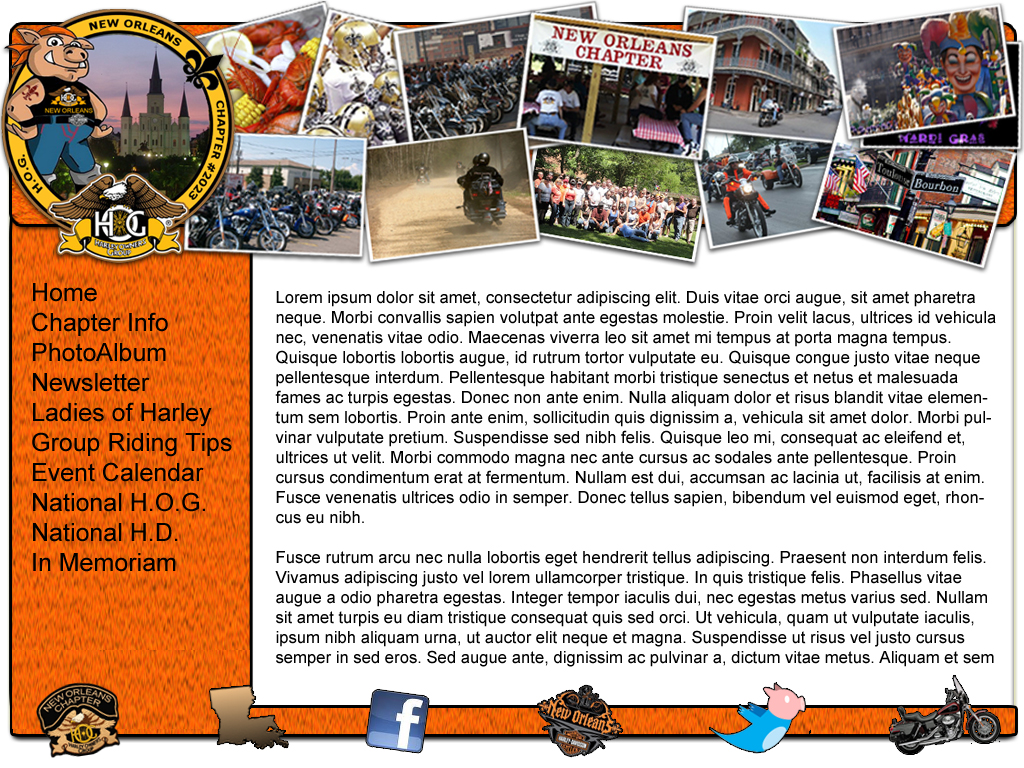 NEW ORLEANS
CHAPTER #2023
H.O.G.
NEW ORLEANS
H.O.G.
HARLEY OWNERS
GROUP
NEW ORLEANS
CHAPTER
MARDI GRAS
Toulouse
Bourbon
Home
Chapter Info
PhotoAlbum
Newsletter
Ladies of Harley
Group Riding Tips
Event Calendar
National H.O.G.
National H.D.
In Memoriam
Lorem ipsum dolor sit amet, consectetur adipiscing elit. Duis vitae orci augue, sit amet pharetra
neque. Morbi convallis sapien volutpat ante egestas molestie. Proin velit lacus, ultrices id vehicula
nec, venenatis vitae odio. Maecenas viverra leo sit amet mi tempus at porta magna tempus.
Quisque lobortis lobortis augue, id rutrum tortor vulputate eu. Quisque congue justo vitae neque
pellentesque interdum. Pellentesque habitant morbi tristique senectus et netus et malesuada
fames ac turpis egestas. Donec non ante enim. Nulla aliquam dolor et risus blandit vitae elemen-
tum sem lobortis. Proin ante enim, sollicitudin quis dignissim a, vehicula sit amet dolor. Morbi pul-
vinar vulputate pretium. Suspendisse sed nibh felis. Quisque leo mi, consequat ac eleifend et,
ultrices ut velit. Morbi commodo magna nec ante cursus ac sodales ante pellentesque. Proin
cursus condimentum erat at fermentum. Nullam est dui, accumsan ac lacinia ut, facilisis at enim.
Fusce venenatis ultrices odio in semper. Donec tellus sapien, bibendum vel euismod eget, rhon-
cus eu nibh.
Fusce rutrum arcu nec nulla lobortis eget hendrerit tellus adipiscing. Praesent non interdum felis.
Vivamus adipiscing justo vel lorem ullamcorper tristique. In quis tristique felis. Phasellus vitae
augue a odio pharetra egestas. Integer tempor iaculis dui, nec egestas metus varius sed. Nullam
sit amet turpis eu diam tristique consequat quis sed orci. Ut vehicula, quam ut vulputate iaculis,
ipsum nibh aliquam urna, ut auctor elit neque et magna. Suspendisse ut risus vel justo cursus
semper in sed eros. Sed augue ante, dignissim ac pulvinar a, dictum vitae metus. Aliquam et sem
NEW ORLEANS
CHAPTER
H.O.G.
f
New Orleans